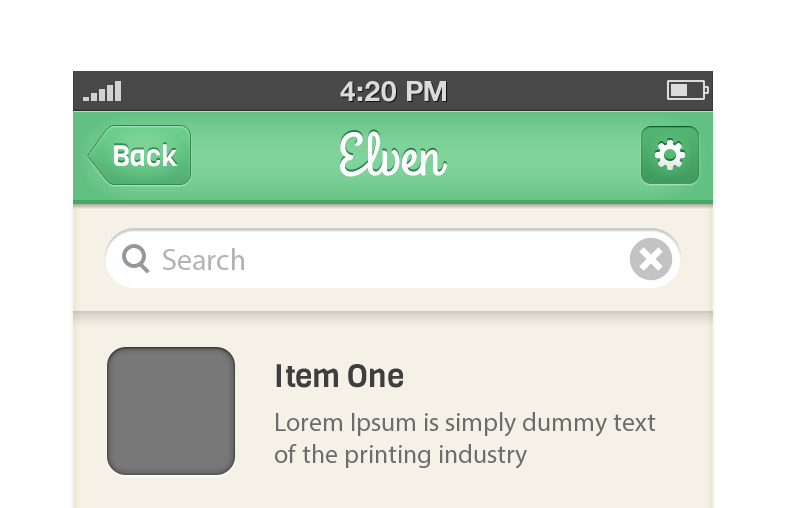 4:20 PM
Back
Elven
Search
Item One
Lorem Ipsum is simply dummy text
of the printing industry